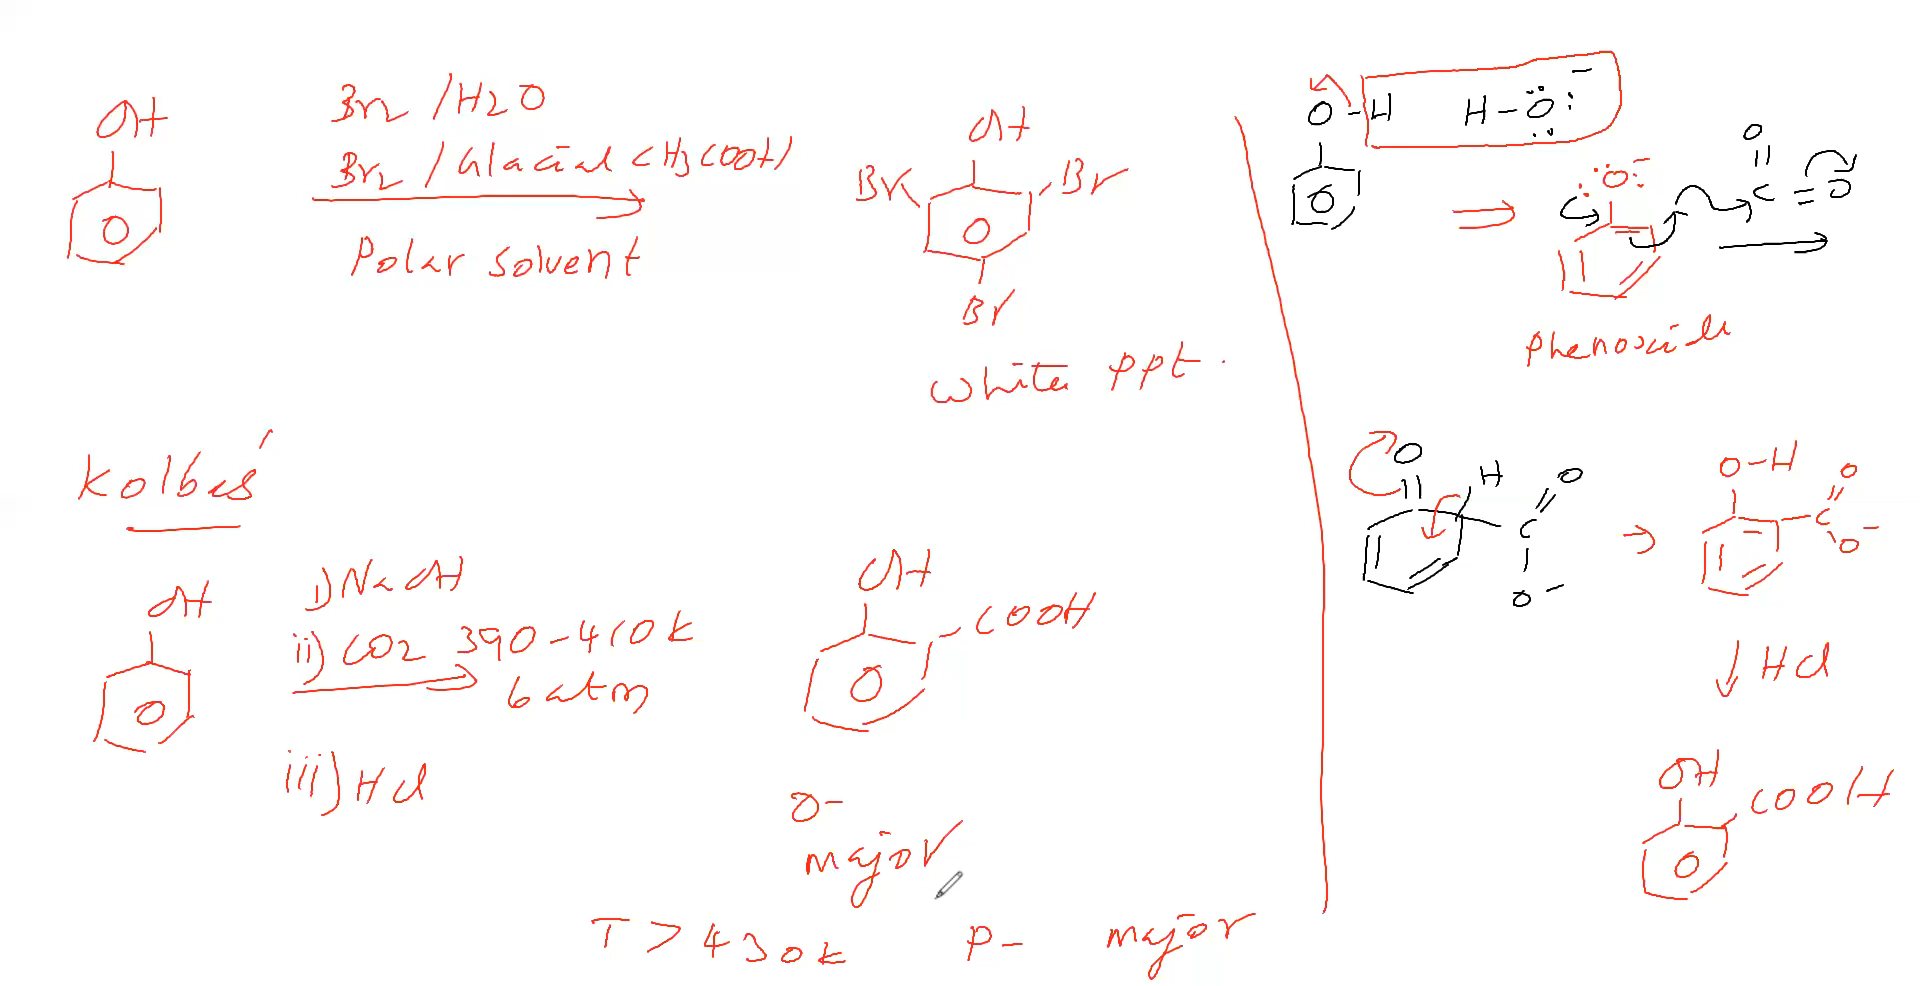 OH
Br2 /H2O
Br2 /Glacial CH3COOH
Polar solvent
OH
Br
Br
Br
White ppt.
Kolbes'
OH
i) NaOH
ii) CO2 390-410K
6 atm
iii) HCl
OH
COOH
O-
major
T > 430K P- major
O-H H-O:-
O
:O:-
C=O
Phenoxide
O
H
O
C
O-
O-H
O
C
O-
HCl
OH
COOH